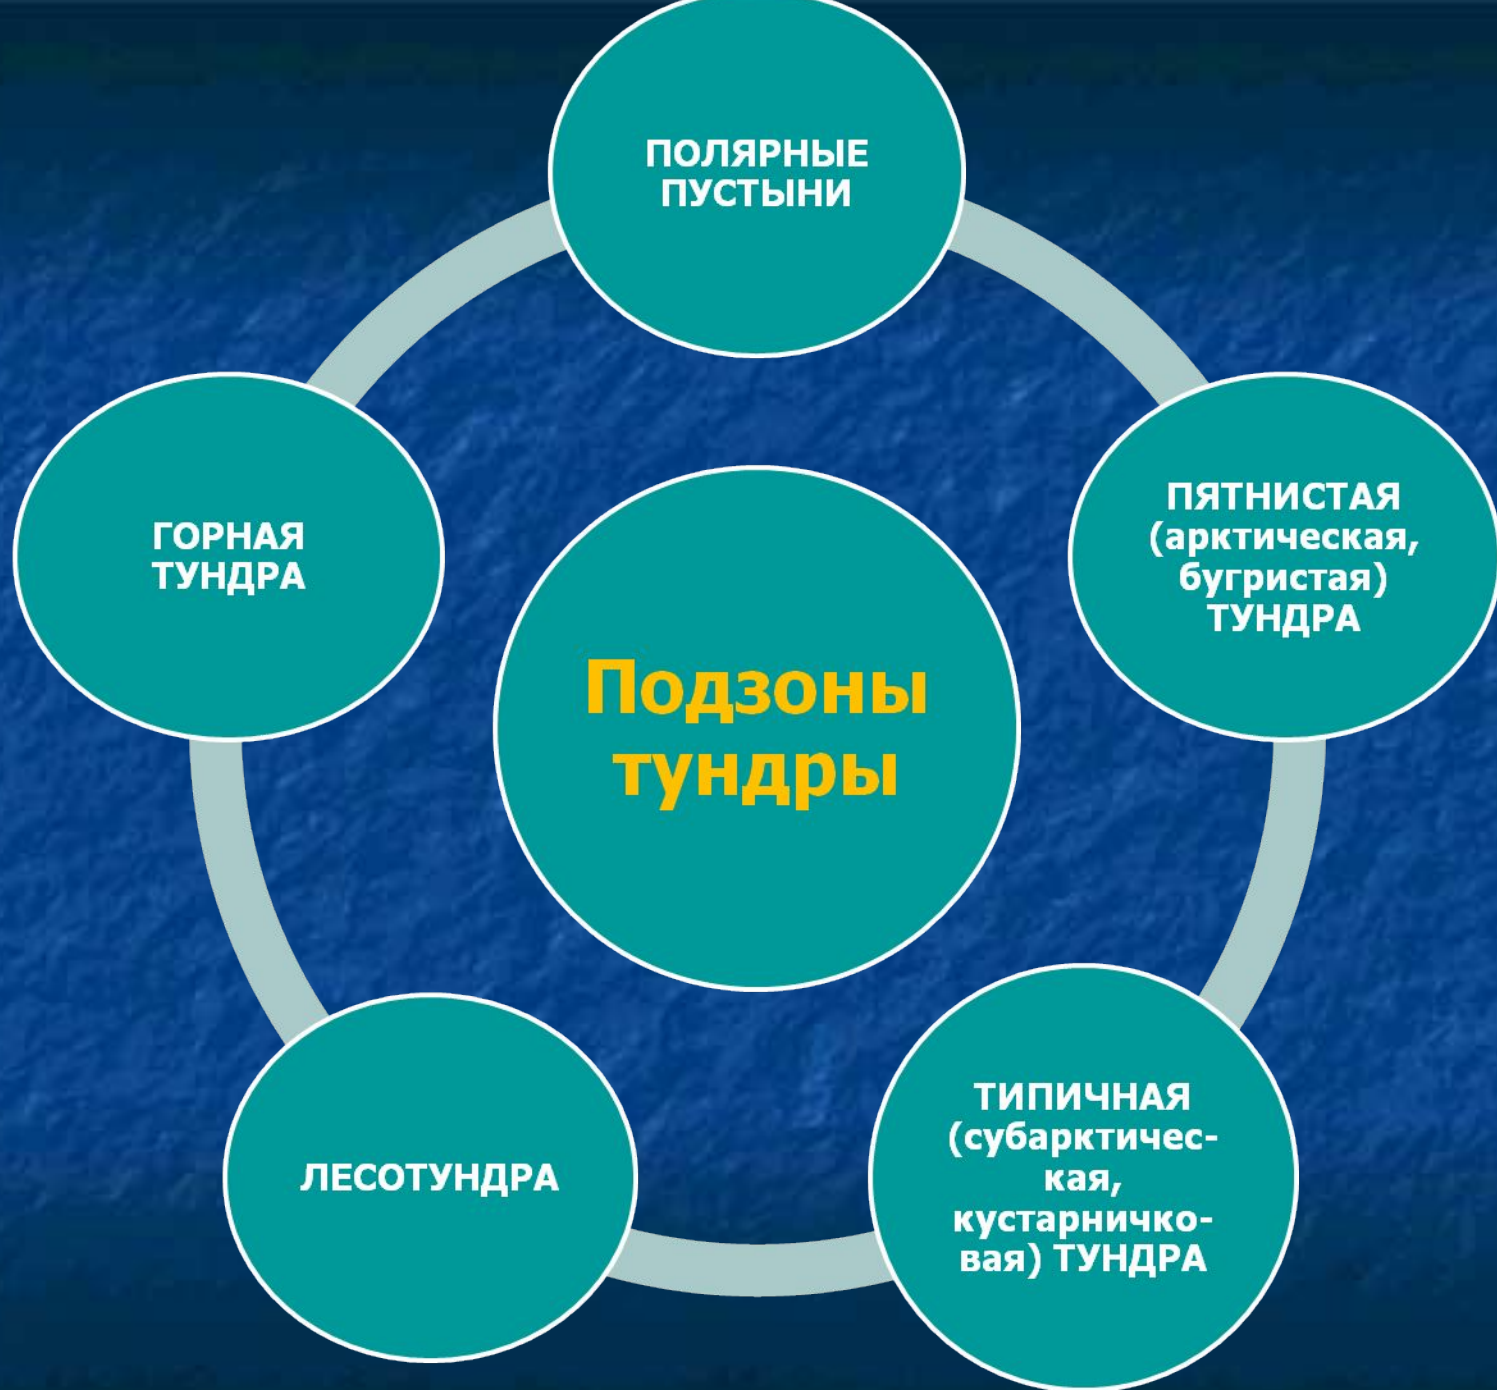 ПОЛЯРНЫЕ
ПУСТЫНИ
ПЯТНИСТАЯ
(арктическая,
бугристая)
ТУНДРА
ТИПИЧНАЯ
(субарктичес-
кая,
кустарничко-
вая) ТУНДРА
ЛЕСОТУНДРА
ГОРНАЯ
ТУНДРА
Подзоны
тундры